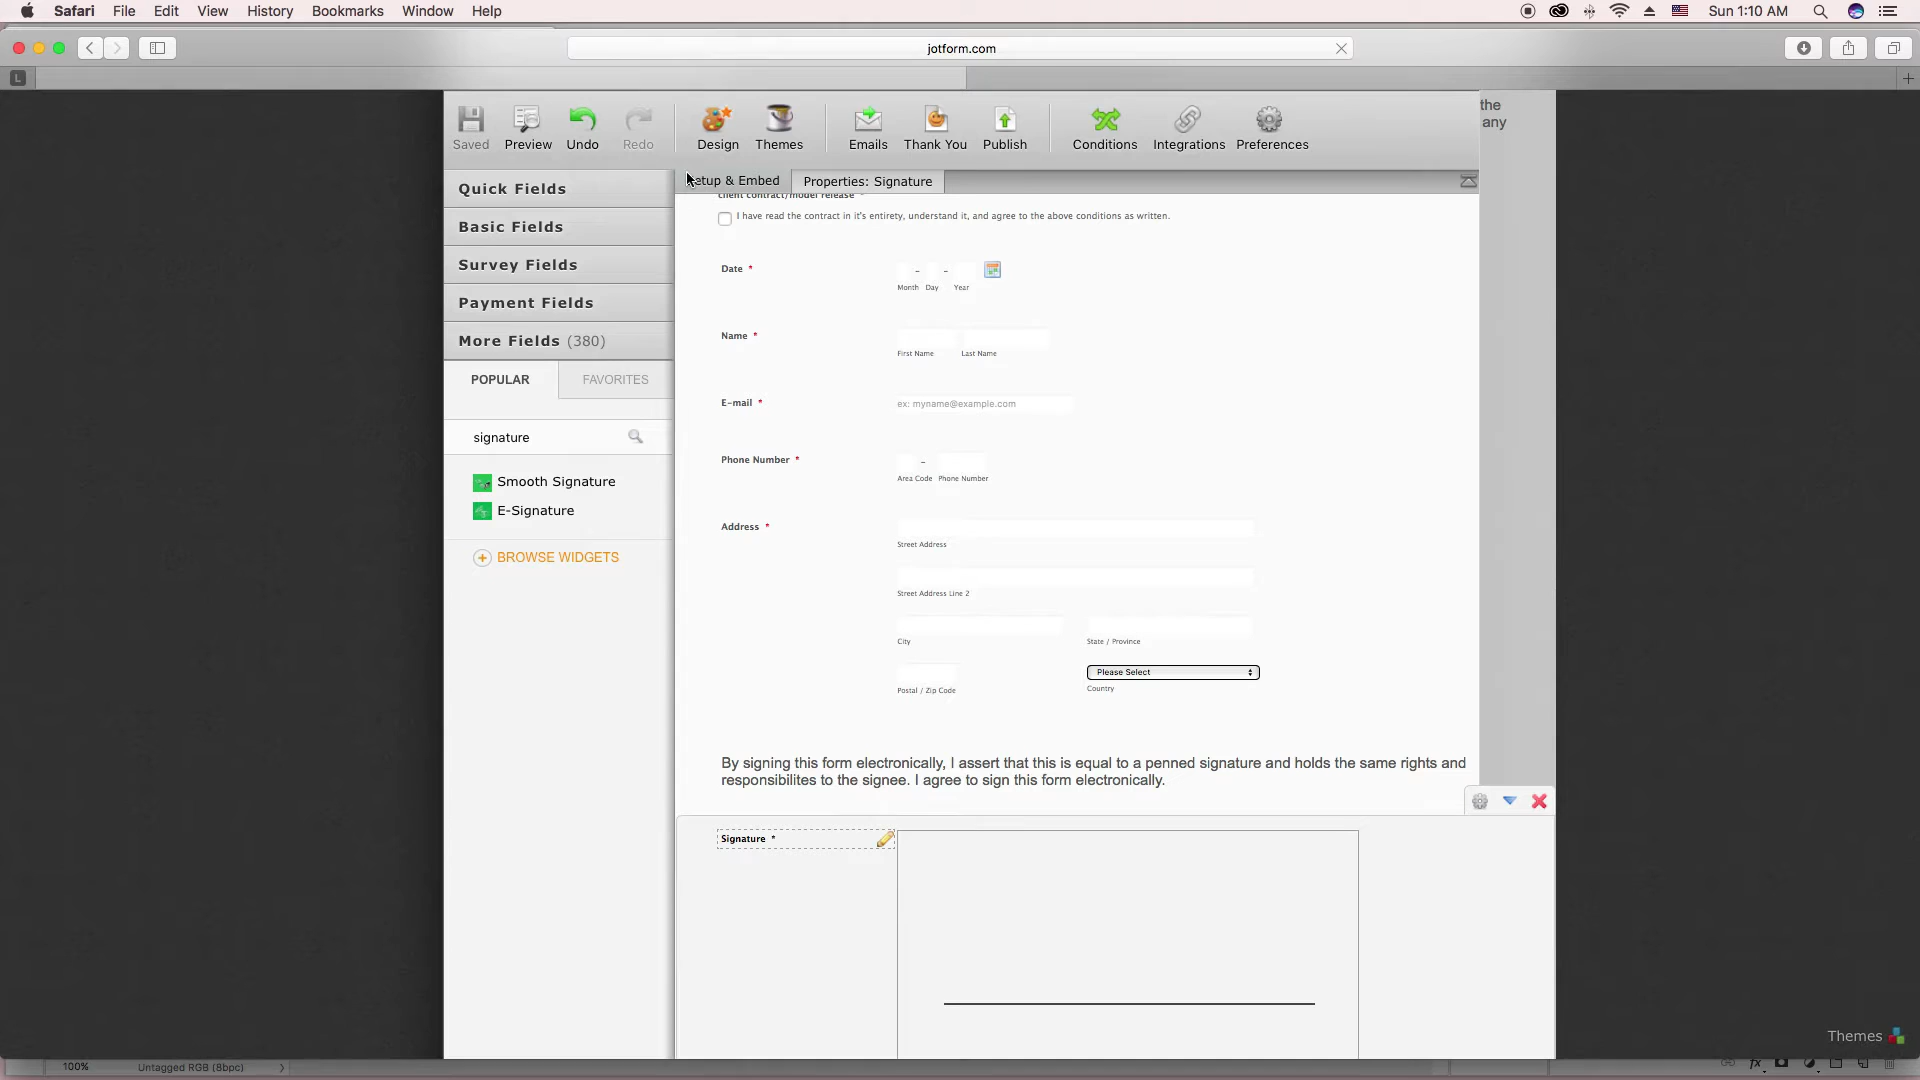 Safari File Edit View History Bookmarks Window Help Sun 1:10 AM
jotform.com
L
Saved Preview Undo Redo Design Themes Emails Thank You Publish Conditions Integrations Preferences
the
any
Quick Fields
Basic Fields
Survey Fields
Payment Fields
More Fields (380)
POPULAR FAVORITES
signature
Smooth Signature
E-Signature
BROWSE WIDGETS
etup & Embed Properties: Signature
client contract/model release *
I have read the contract in it's entirety, understand it, and agree to the above conditions as written.
Date * - -
Month Day Year
Name *
First Name Last Name
E-mail * ex: myname@example.com
Phone Number * -
Area Code Phone Number
Address *
Street Address
Street Address Line 2
City State / Province
Please Select
Postal / Zip Code Country
By signing this form electronically, I assert that this is equal to a penned signature and holds the same rights and
responsibilites to the signee. I agree to sign this form electronically.
Signature *
Themes
100% Untagged RGB (8bpc) fx